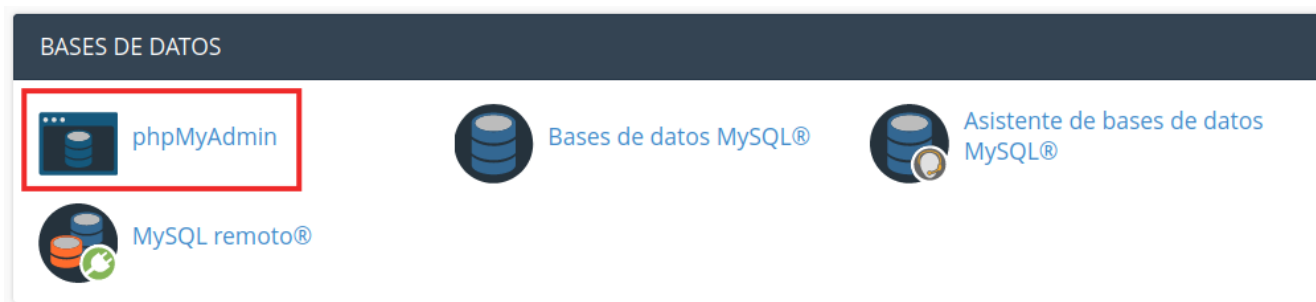 BASES DE DATOS
phpMyAdmin
Bases de datos MySQL®
Asistente de bases de datos
MySQL®
MySQL remoto®